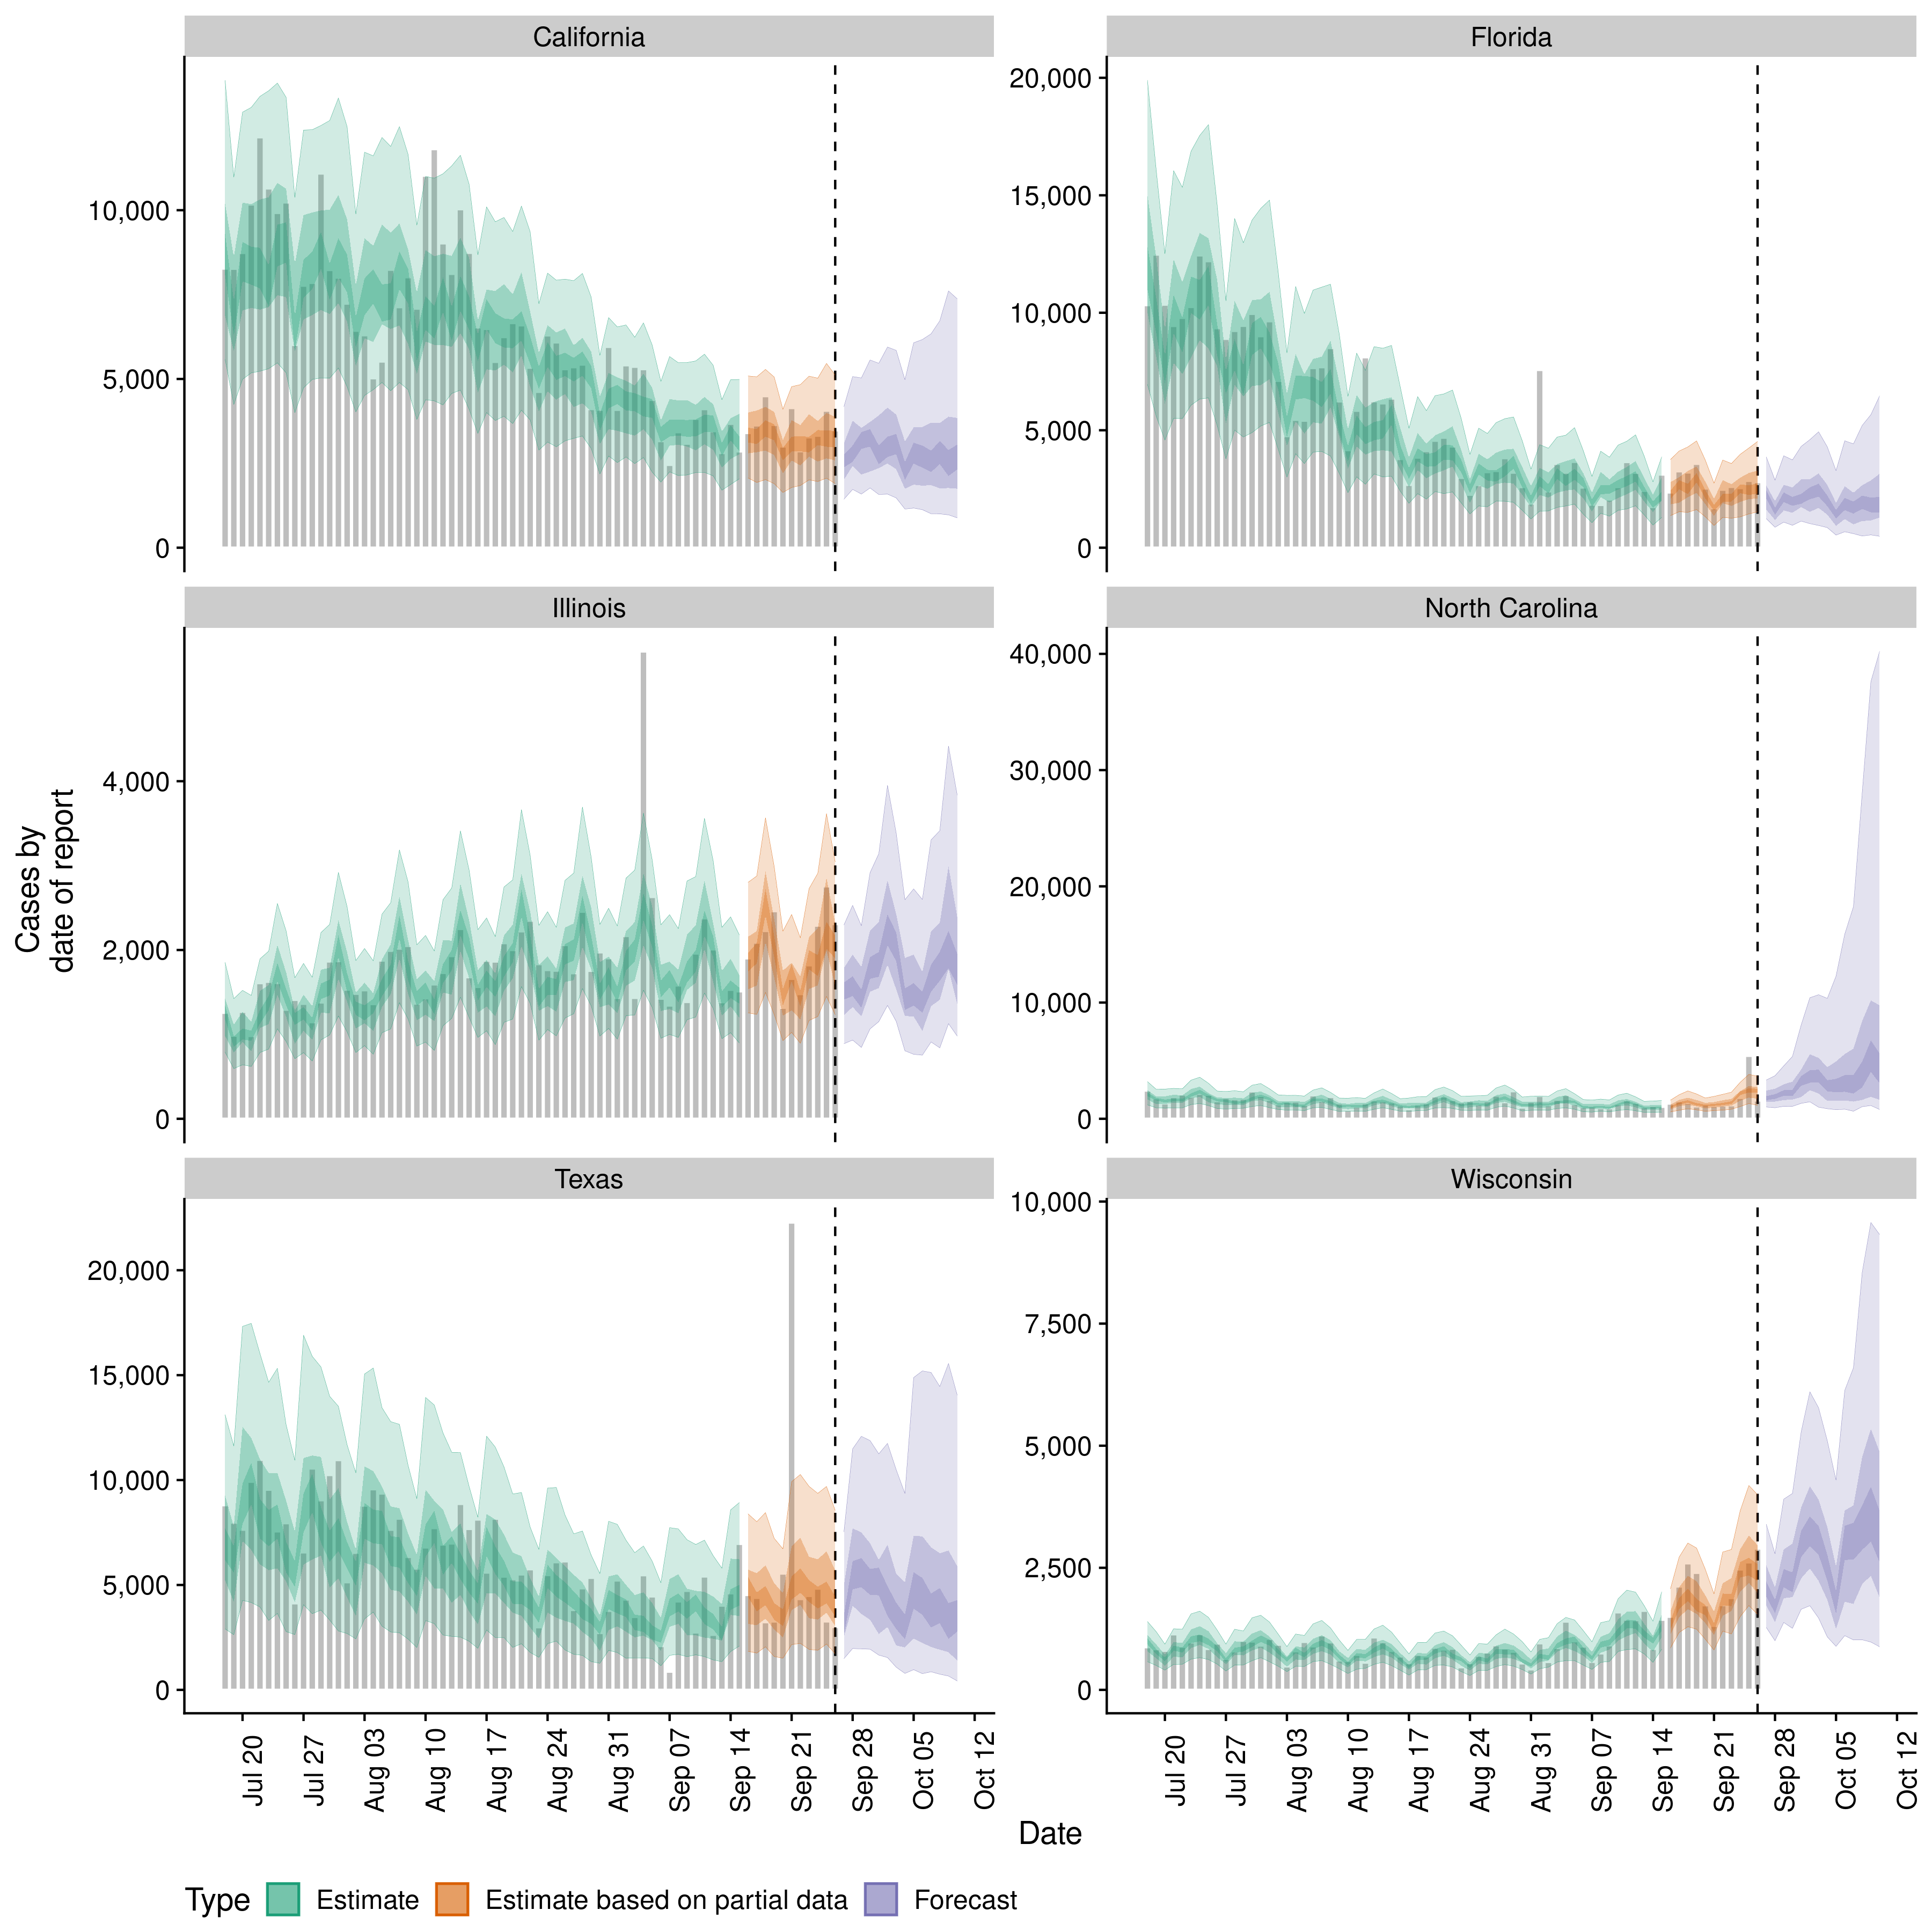 California
Florida
10,000
5,000
0
20,000
15,000
10,000
5,000
0
Illinois
North Carolina
4,000
2,000
0
40,000
30,000
20,000
10,000
0
Texas
Wisconsin
20,000
15,000
10,000
5,000
0
10,000
7,500
5,000
2,500
0
Cases by
date of report
Jul 20
Jul 27
Aug 03
Aug 10
Aug 17
Aug 24
Aug 31
Sep 07
Sep 14
Sep 21
Sep 28
Oct 05
Oct 12
Jul 20
Jul 27
Aug 03
Aug 10
Aug 17
Aug 24
Aug 31
Sep 07
Sep 14
Sep 21
Sep 28
Oct 05
Oct 12
Date
Type Estimate Estimate based on partial data Forecast